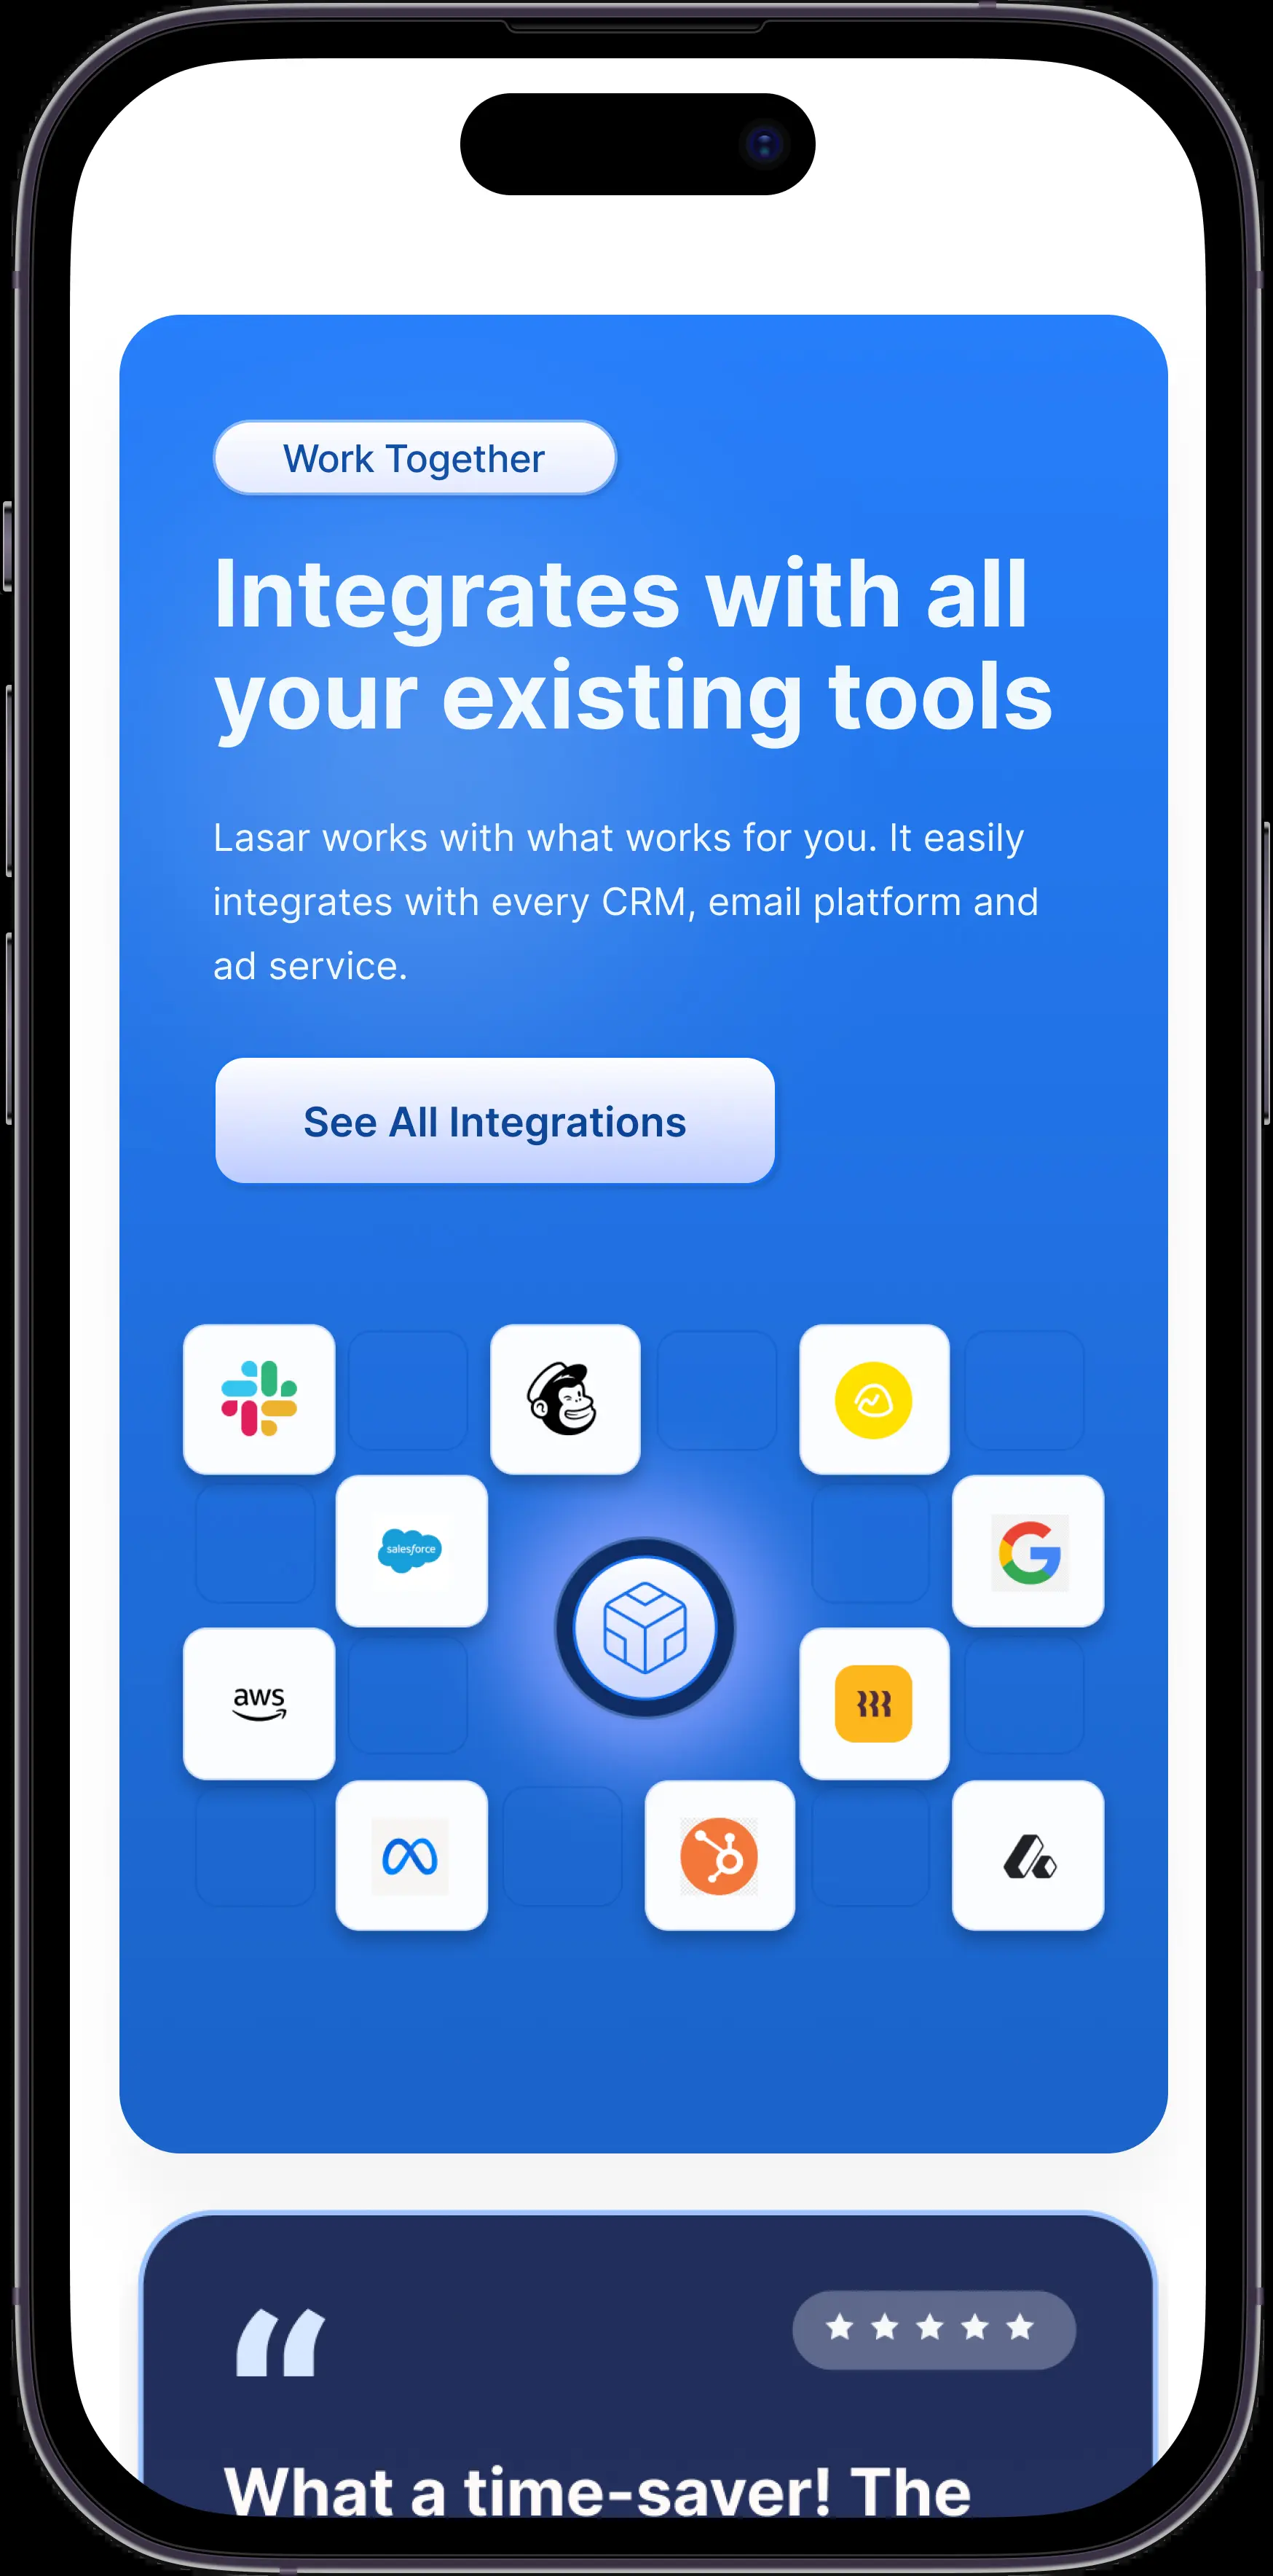 Work Together
Integrates with all
your existing tools
Lasar works with what works for you. It easily
integrates with every CRM, email platform and
ad service.
See All Integrations
salesforce
aws
What a time-saver! The